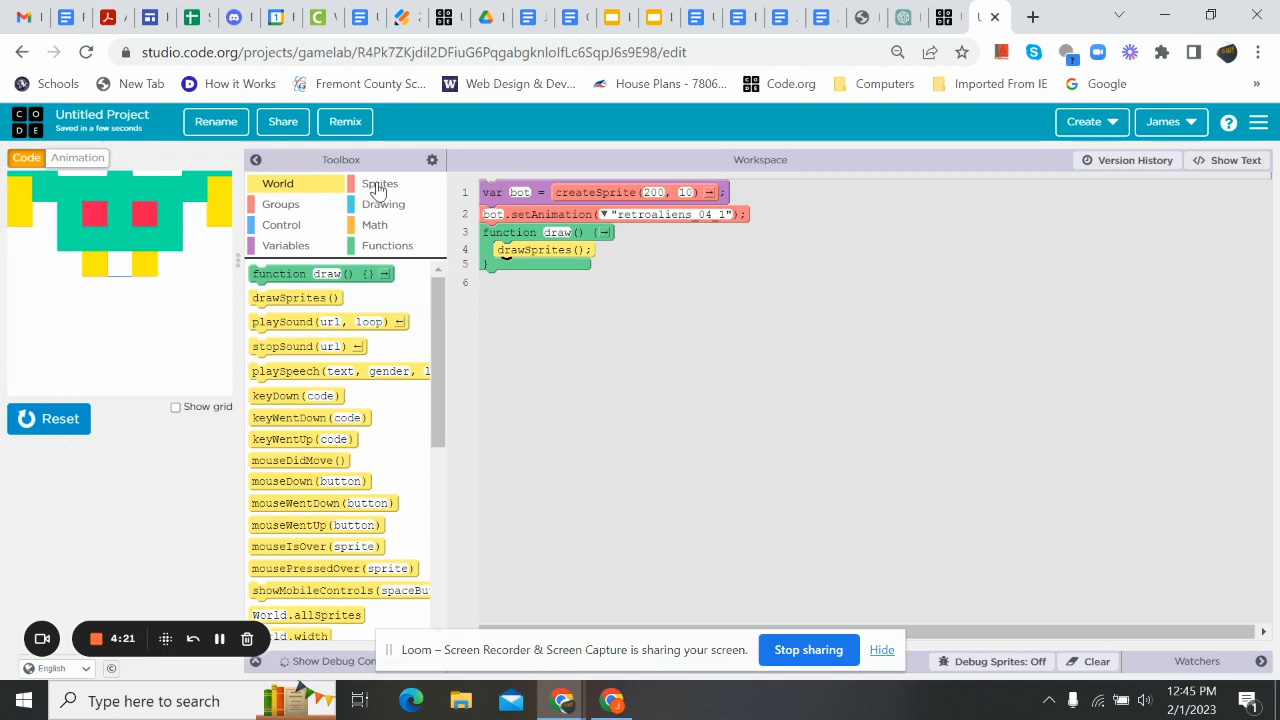 studio.code.org/projects/gamelab/R4Pk7ZKjdil2DFiuG6PqgabgknloIfLc6SqpJ6s9E98/edit
Schools
New Tab
How it Works
Fremont County Sc...
Web Design & Dev...
House Plans - 7806...
Code.org
Computers
Imported From IE
Google
»
CODE
Untitled Project
Saved in a few seconds
Rename
Share
Remix
Create
James
Code
Animation
Toolbox
Workspace
Version History
Show Text
World
Sprites
Groups
Drawing
Control
Math
Variables
Functions
function draw() {}
drawSprites()
playSound(url, loop)
stopSound(url)
playSpeech(text, gender, l
keyDown(code)
keyWentDown(code)
keyWentUp(code)
mouseDidMove()
mouseDown(button)
mouseWentDown(button)
mouseWentUp(button)
mouseIsOver(sprite)
mousePressedOver(sprite)
showMobileControls(spaceBu
World.allSprites
1 var bot = createSprite(200, 10);
2 bot.setAnimation("retroaliens_04_1");
3 function draw() {
4 drawSprites();
5 }
6
Show grid
Reset
4:21
Loom – Screen Recorder & Screen Capture is sharing your screen.
Stop sharing
Hide
English
Show Debug Co
Debug Sprites: Off
Clear
Watchers
Type here to search
12:45 PM
2/1/2023